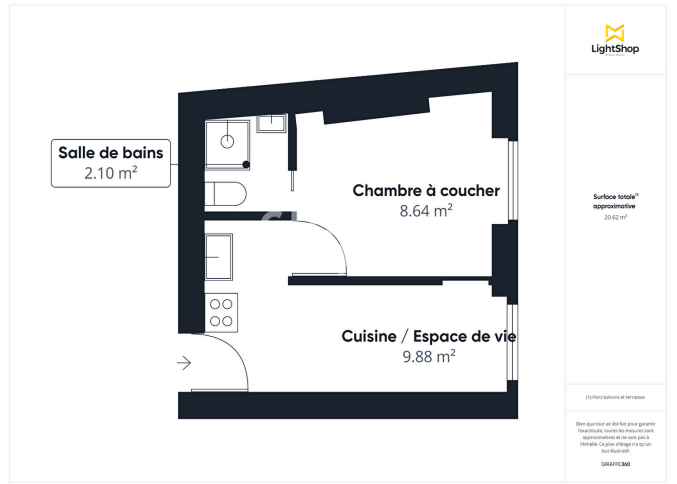 Salle de bains
2.10 m²
Chambre à coucher
8.64 m²
Cuisine / Espace de vie
9.88 m²
LightShop
Surface totale⁽¹⁾
approximative
20.62 m²
(1) Hors balcons et terrasses
Bien que tout ait été fait pour garantir
l'exactitude, toutes les mesures sont
approximatives et ne sont pas à
l'échelle. Ce plan d'étage n'a qu'un
but illustratif.
GIRAFFE360